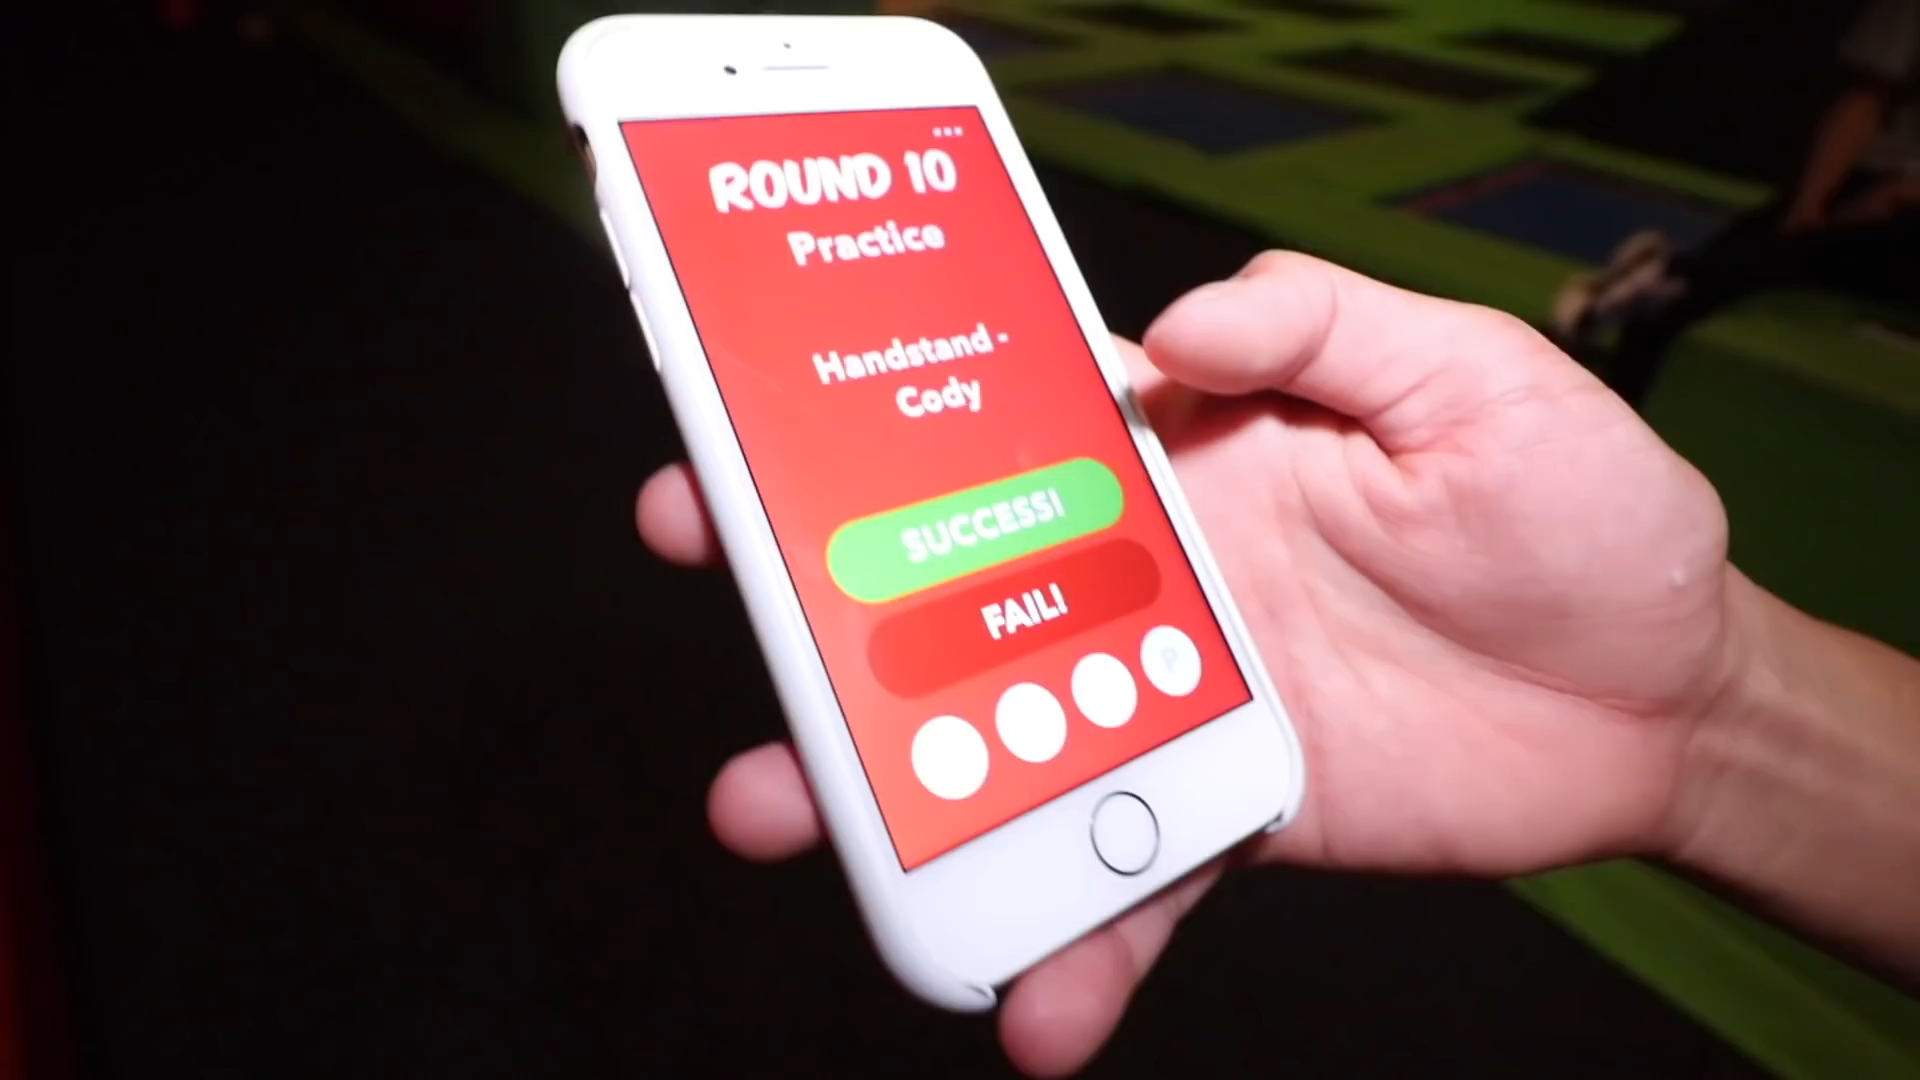 ROUND 10
Practice
Handstand -
Cody
SUCCESS!
FAIL!
P